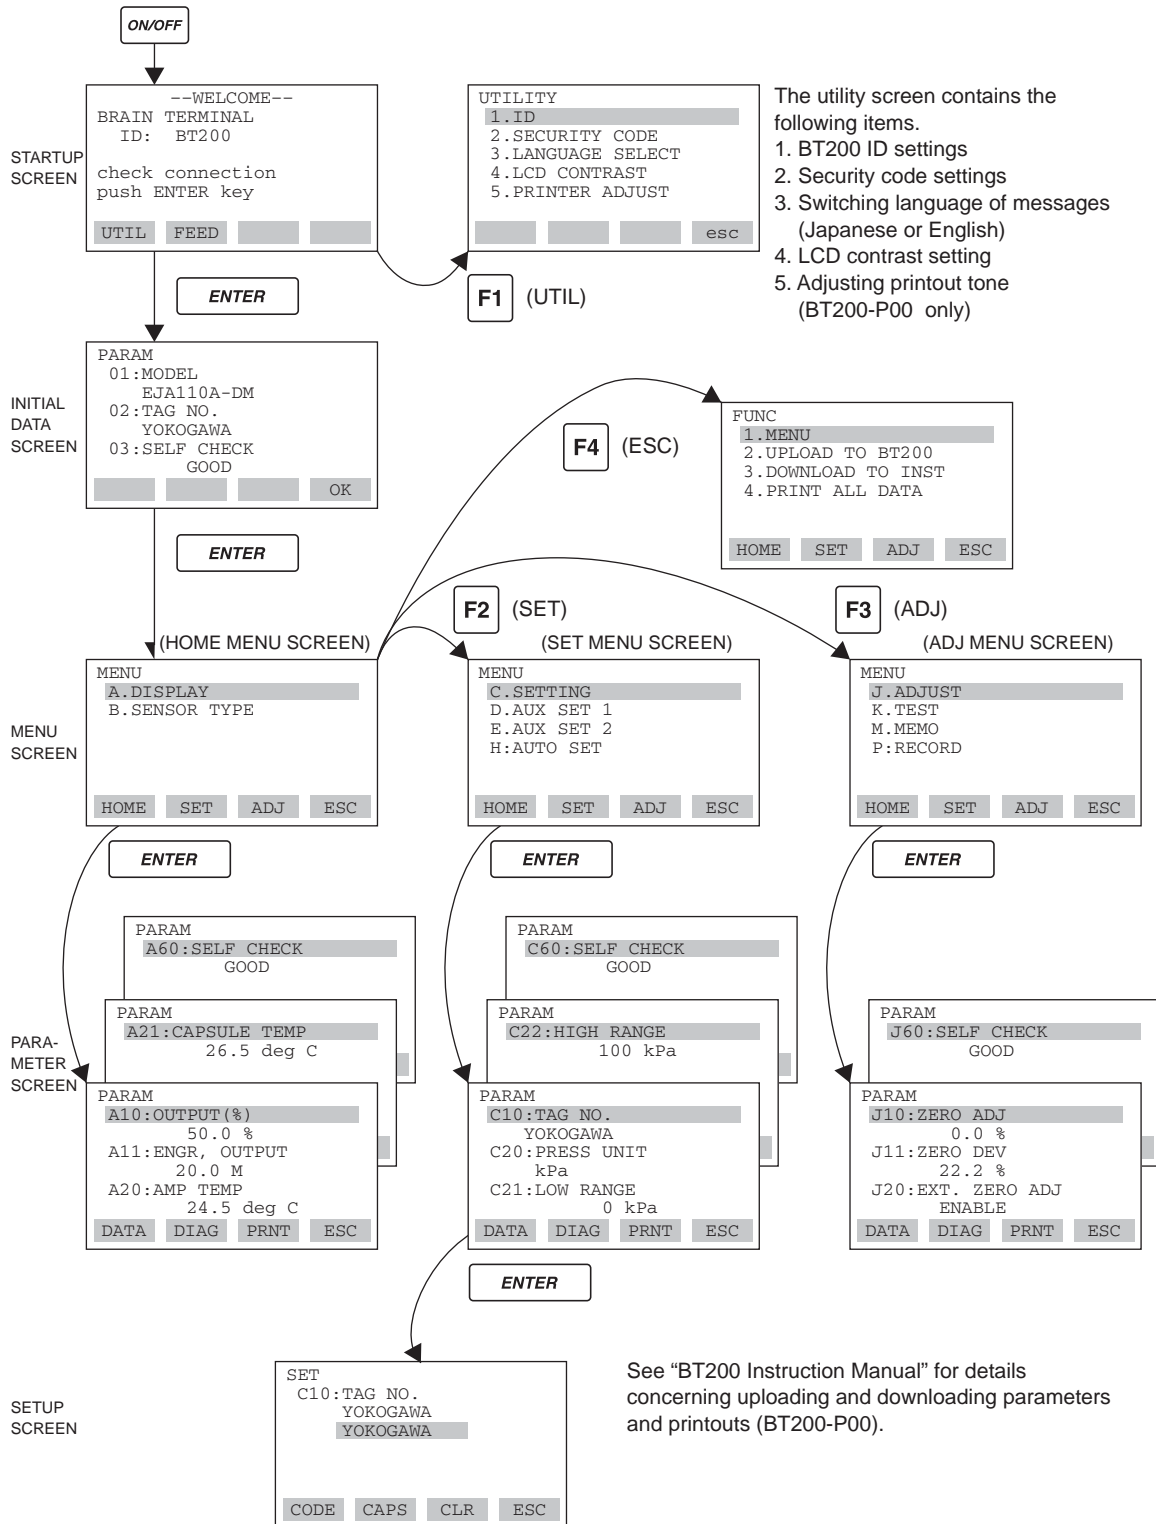 ON/OFF
STARTUP
SCREEN
--WELCOME--
BRAIN TERMINAL
ID: BT200
check connection
push ENTER key
UTIL FEED
UTILITY
1.ID
2.SECURITY CODE
3.LANGUAGE SELECT
4.LCD CONTRAST
5.PRINTER ADJUST
esc
The utility screen contains the
following items.
1. BT200 ID settings
2. Security code settings
3. Switching language of messages
(Japanese or English)
4. LCD contrast setting
5. Adjusting printout tone
(BT200-P00 only)
ENTER
F1 (UTIL)
INITIAL
DATA
SCREEN
PARAM
01:MODEL
EJA110A-DM
02:TAG NO.
YOKOGAWA
03:SELF CHECK
GOOD
OK
F4 (ESC)
FUNC
1.MENU
2.UPLOAD TO BT200
3.DOWNLOAD TO INST
4.PRINT ALL DATA
HOME SET ADJ ESC
ENTER
F2 (SET)
F3 (ADJ)
(HOME MENU SCREEN)
(SET MENU SCREEN)
(ADJ MENU SCREEN)
MENU
SCREEN
MENU
A.DISPLAY
B.SENSOR TYPE
HOME SET ADJ ESC
MENU
C.SETTING
D.AUX SET 1
E.AUX SET 2
H:AUTO SET
HOME SET ADJ ESC
MENU
J.ADJUST
K.TEST
M.MEMO
P:RECORD
HOME SET ADJ ESC
ENTER
ENTER
ENTER
PARA-
METER
SCREEN
PARAM
A60:SELF CHECK
GOOD
PARAM
A21:CAPSULE TEMP
26.5 deg C
PARAM
A10:OUTPUT(%)
50.0 %
A11:ENGR, OUTPUT
20.0 M
A20:AMP TEMP
24.5 deg C
DATA DIAG PRNT ESC
PARAM
C60:SELF CHECK
GOOD
PARAM
C22:HIGH RANGE
100 kPa
PARAM
C10:TAG NO.
YOKOGAWA
C20:PRESS UNIT
kPa
C21:LOW RANGE
0 kPa
DATA DIAG PRNT ESC
PARAM
J60:SELF CHECK
GOOD
PARAM
J10:ZERO ADJ
0.0 %
J11:ZERO DEV
22.2 %
J20:EXT. ZERO ADJ
ENABLE
DATA DIAG PRNT ESC
ENTER
SETUP
SCREEN
SET
C10:TAG NO.
YOKOGAWA
YOKOGAWA
CODE CAPS CLR ESC
See “BT200 Instruction Manual” for details
concerning uploading and downloading parameters
and printouts (BT200-P00).